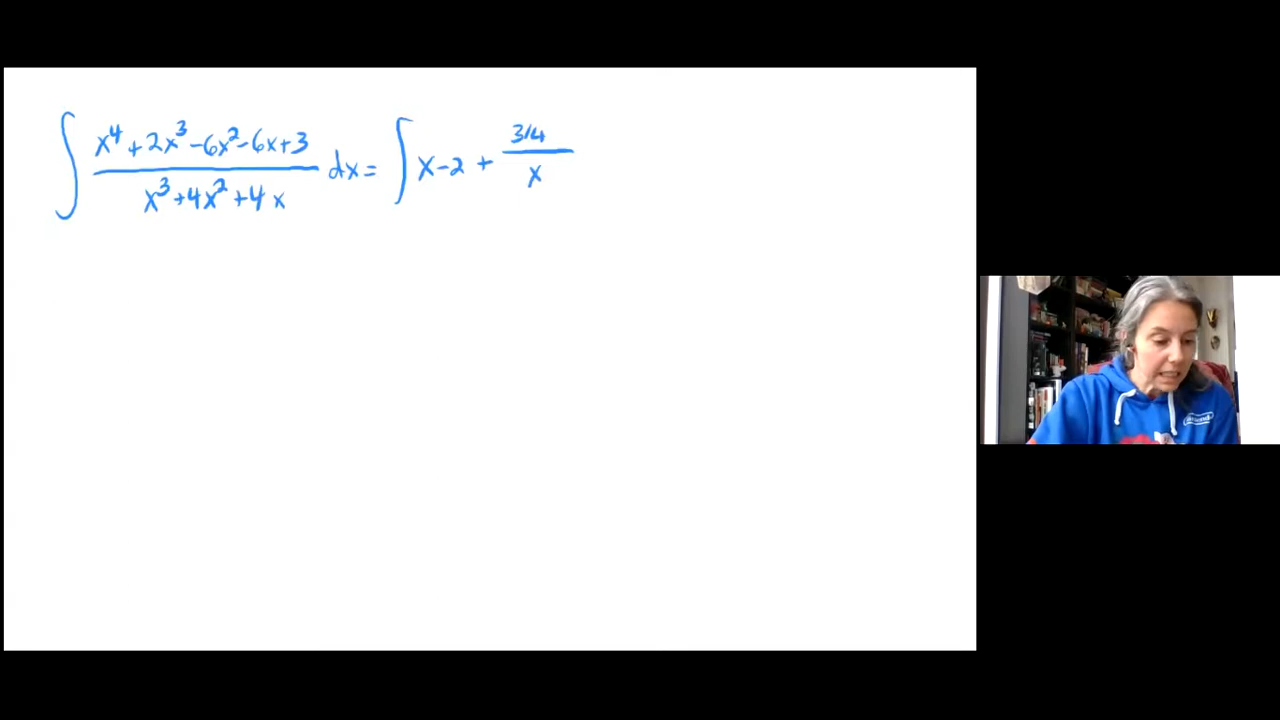 ∫ (x⁴ + 2x³ - 6x² - 6x + 3)/(x³ + 4x² + 4x) dx = ∫ x - 2 + (3/4)/x